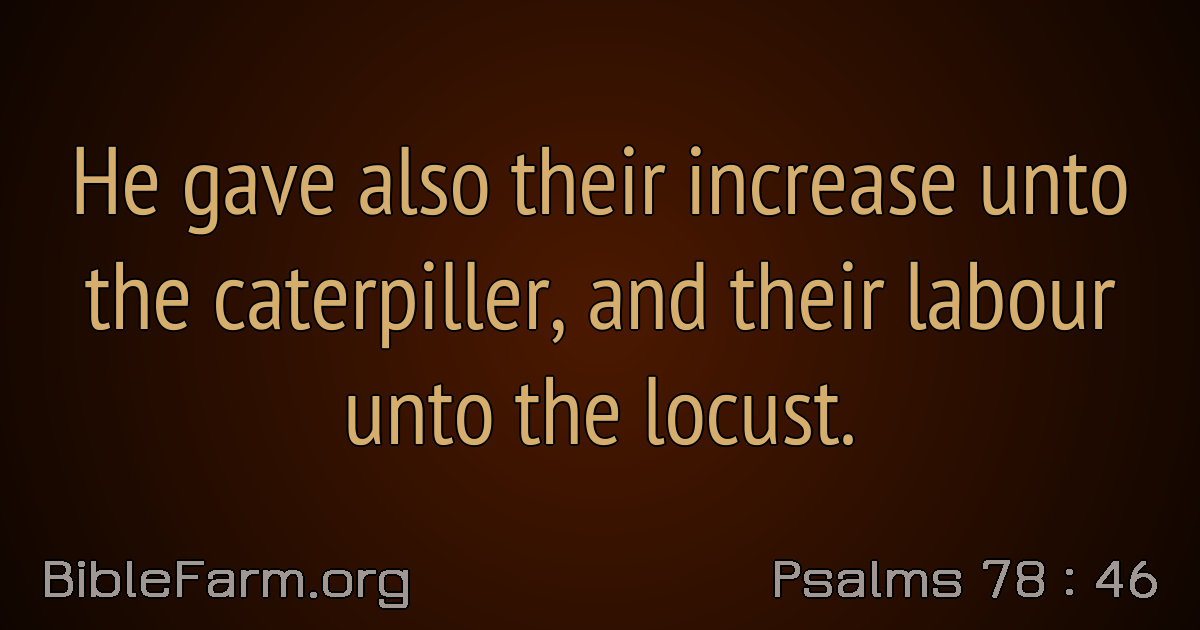 He gave also their increase unto
the caterpiller, and their labour
unto the locust.
BibleFarm.org
Psalms 78 : 46